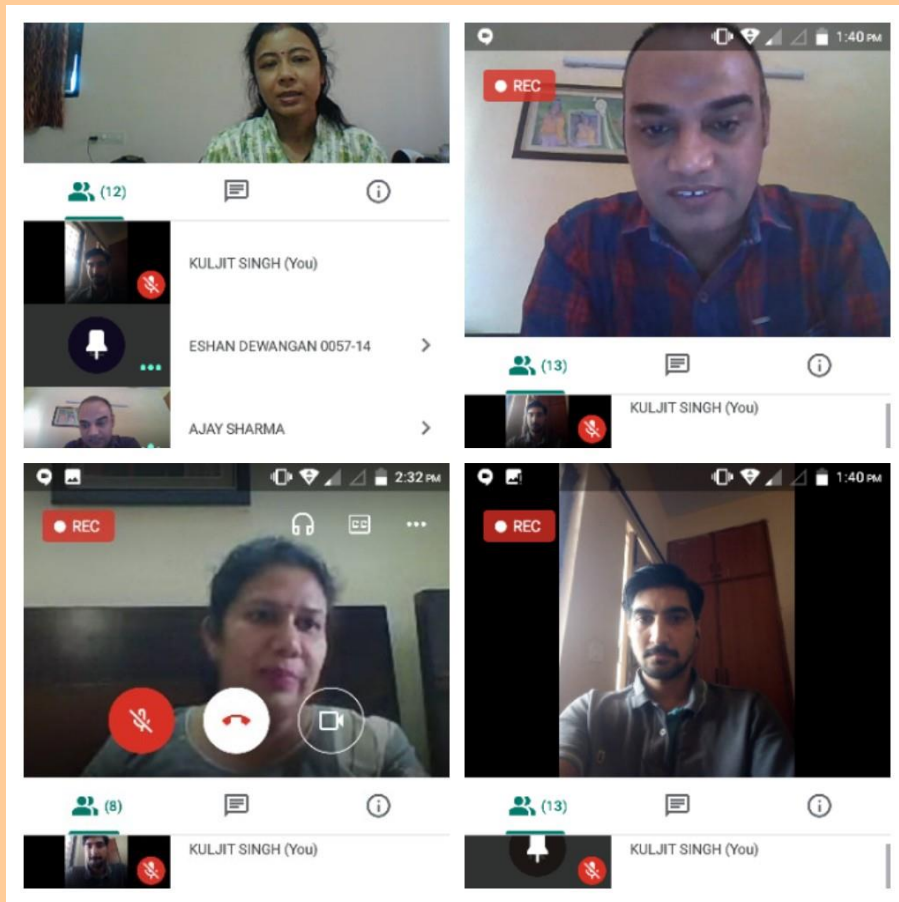 (12)
KULJIT SINGH (You)
ESHAN DEWANGAN 0057-14
AJAY SHARMA
1:40 PM
REC
(13)
KULJIT SINGH (You)
2:32 PM
REC
CC
(8)
KULJIT SINGH (You)
1:40 PM
REC
(13)
KULJIT SINGH (You)